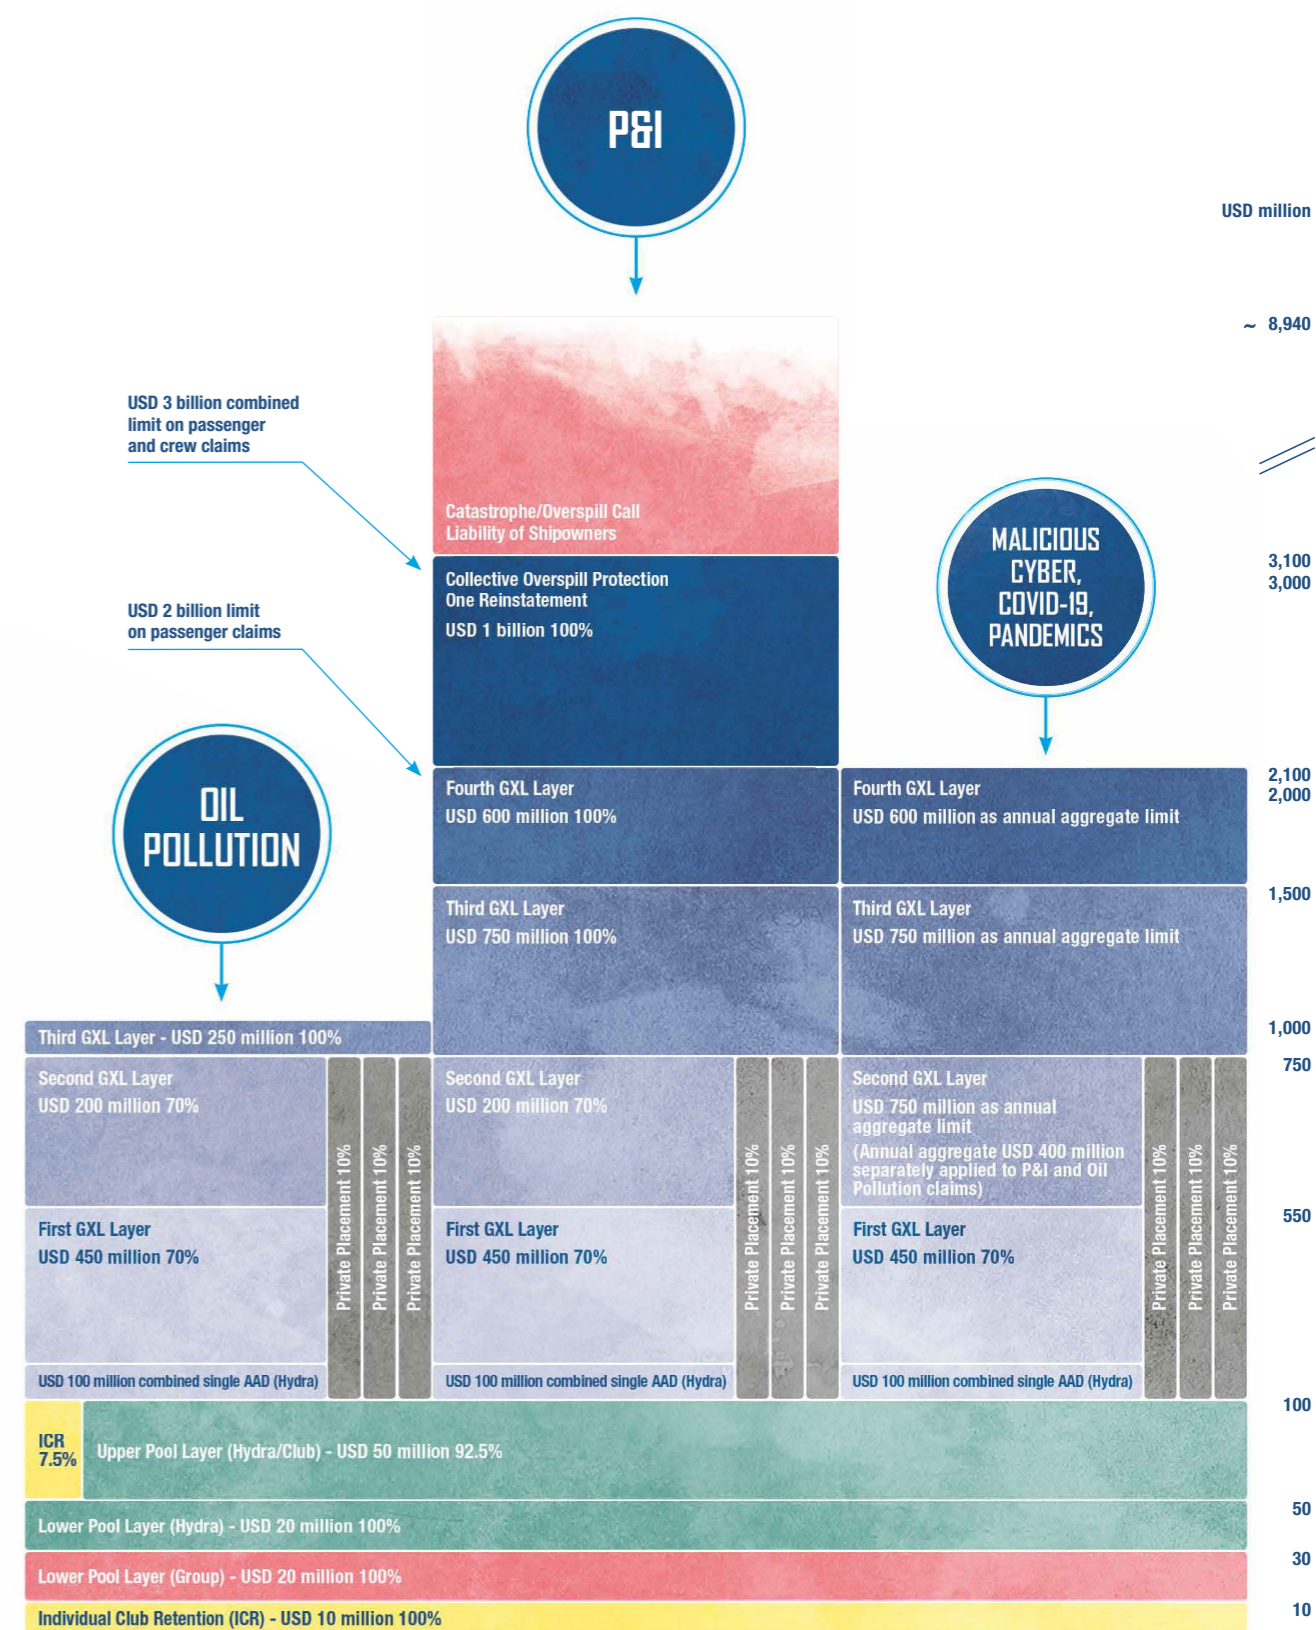 P&I
USD million
~ 8,940
USD 3 billion combined
limit on passenger
and crew claims
Catastrophe/Overspill Call
Liability of Shipowners
MALICIOUS
CYBER,
COVID-19,
PANDEMICS
3,100
3,000
Collective Overspill Protection
One Reinstatement
USD 1 billion 100%
USD 2 billion limit
on passenger claims
OIL
POLLUTION
Fourth GXL Layer
USD 600 million 100%
Fourth GXL Layer
USD 600 million as annual aggregate limit
2,100
2,000
Third GXL Layer
USD 750 million 100%
Third GXL Layer
USD 750 million as annual aggregate limit
1,500
Third GXL Layer - USD 250 million 100%
1,000
750
Second GXL Layer
USD 200 million 70%
Second GXL Layer
USD 200 million 70%
Second GXL Layer
USD 750 million as annual
aggregate limit
(Annual aggregate USD 400 million
separately applied to P&I and Oil
Pollution claims)
Private Placement 10%
Private Placement 10%
Private Placement 10%
Private Placement 10%
Private Placement 10%
Private Placement 10%
Private Placement 10%
Private Placement 10%
Private Placement 10%
550
First GXL Layer
USD 450 million 70%
First GXL Layer
USD 450 million 70%
First GXL Layer
USD 450 million 70%
USD 100 million combined single AAD (Hydra)
USD 100 million combined single AAD (Hydra)
USD 100 million combined single AAD (Hydra)
100
ICR
7.5%
Upper Pool Layer (Hydra/Club) - USD 50 million 92.5%
50
Lower Pool Layer (Hydra) - USD 20 million 100%
30
Lower Pool Layer (Group) - USD 20 million 100%
10
Individual Club Retention (ICR) - USD 10 million 100%